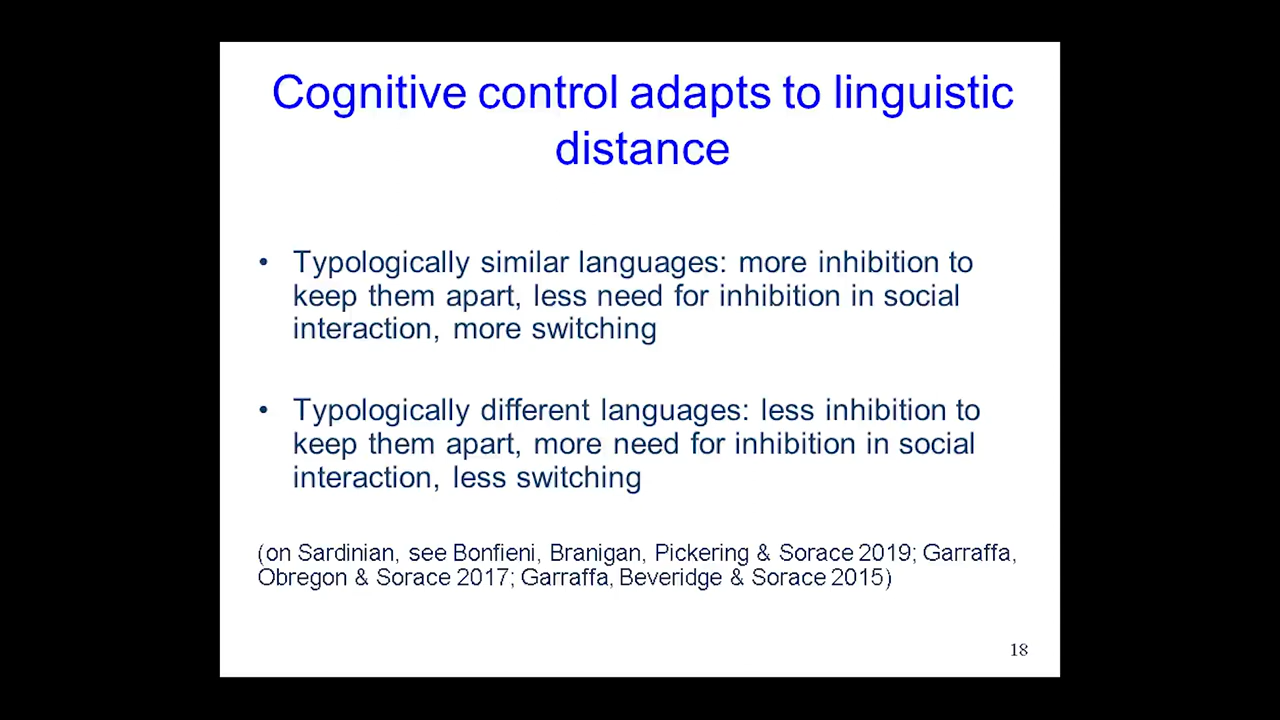 Cognitive control adapts to linguistic
distance
• Typologically similar languages: more inhibition to
keep them apart, less need for inhibition in social
interaction, more switching
• Typologically different languages: less inhibition to
keep them apart, more need for inhibition in social
interaction, less switching
(on Sardinian, see Bonfieni, Branigan, Pickering & Sorace 2019; Garraffa,
Obregon & Sorace 2017; Garraffa, Beveridge & Sorace 2015)
18